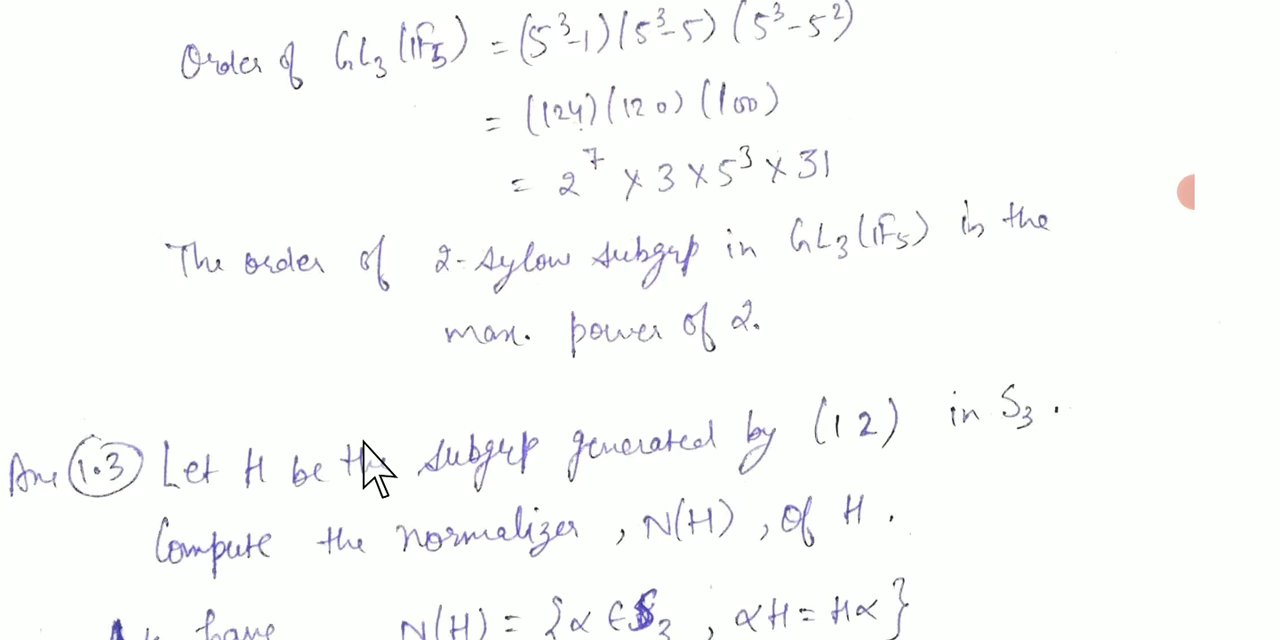 Order of GL₃(𝔽₅) = (5³-1)(5³-5)(5³-5²)
= (124)(120)(100)
= 2⁷ × 3 × 5³ × 31
The order of 2-sylow subgrp in GL₃(𝔽₅) is the
max. power of 2.
Ans 1.3 Let H be the subgrp generated by (1 2) in S₃.
Compute the normalizer, N(H), of H.
have N(H) = {α ∈ S₃, αH = Hα}